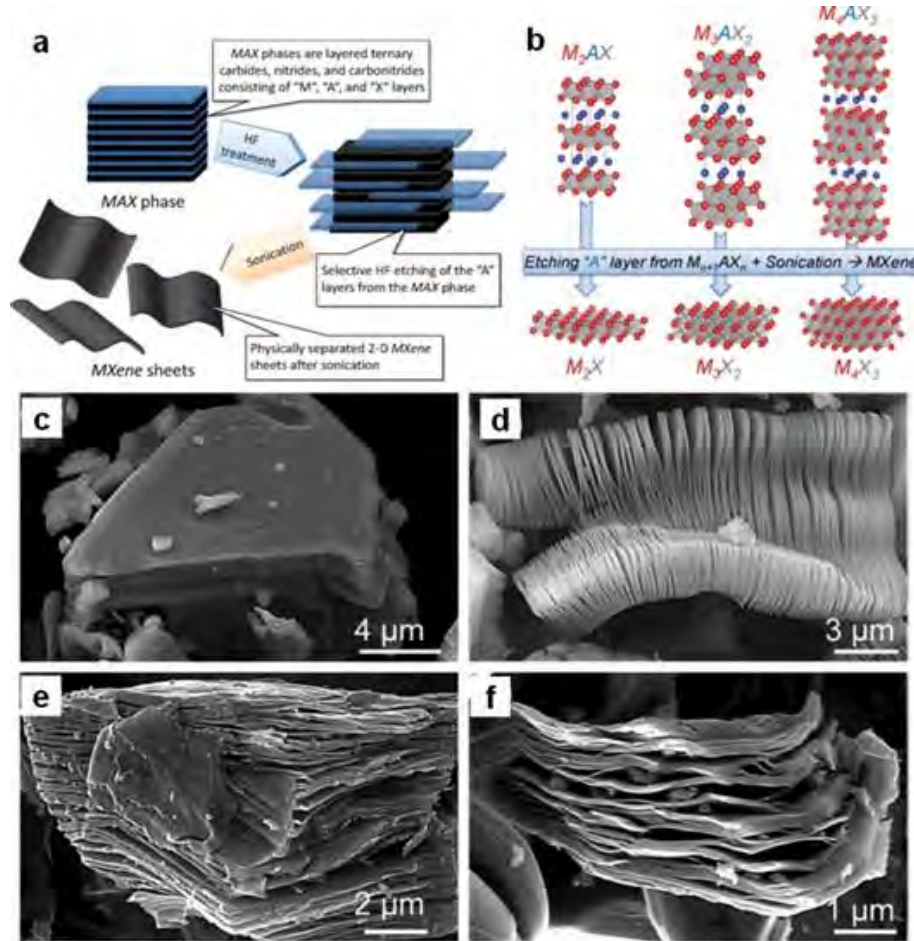 a
MAX phases are layered ternary
carbides, nitrides, and carbonitrides
consisting of "M", "A", and "X" layers
HF
treatment
MAX phase
Sonication
Selective HF etching of the "A"
layers from the MAX phase
Physically separated 2-D MXene
sheets after sonication
MXene sheets
b
M2AX
M3AX2
M4AX3
Etching "A" layer from Mn+1AXn + Sonication → MXene
M2X
M3X2
M4X3
c
4 µm
d
3 µm
e
2 µm
f
1 µm